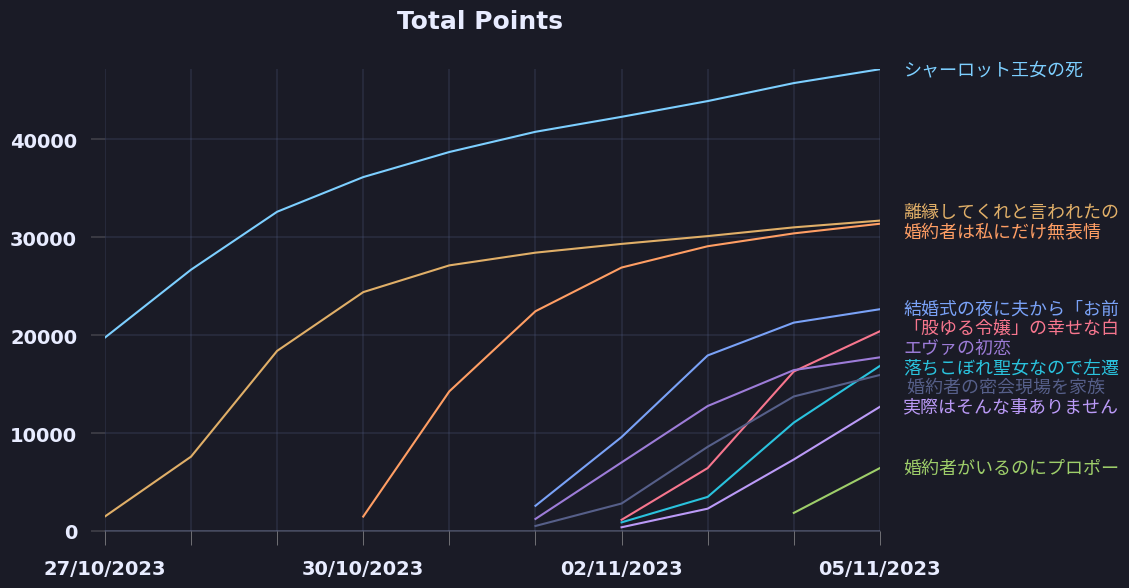 Total Points
シャーロット王女の死
40000
離縁してくれと言われたの
30000
婚約者は私にだけ無表情
結婚式の夜に夫から「お前
20000
「股ゆる令嬢」の幸せな白
エヴァの初恋
落ちこぼれ聖女なので左遷
婚約者の密会現場を家族
実際はそんな事ありません
10000
婚約者がいるのにプロポー
0
27/10/2023 30/10/2023 02/11/2023 05/11/2023